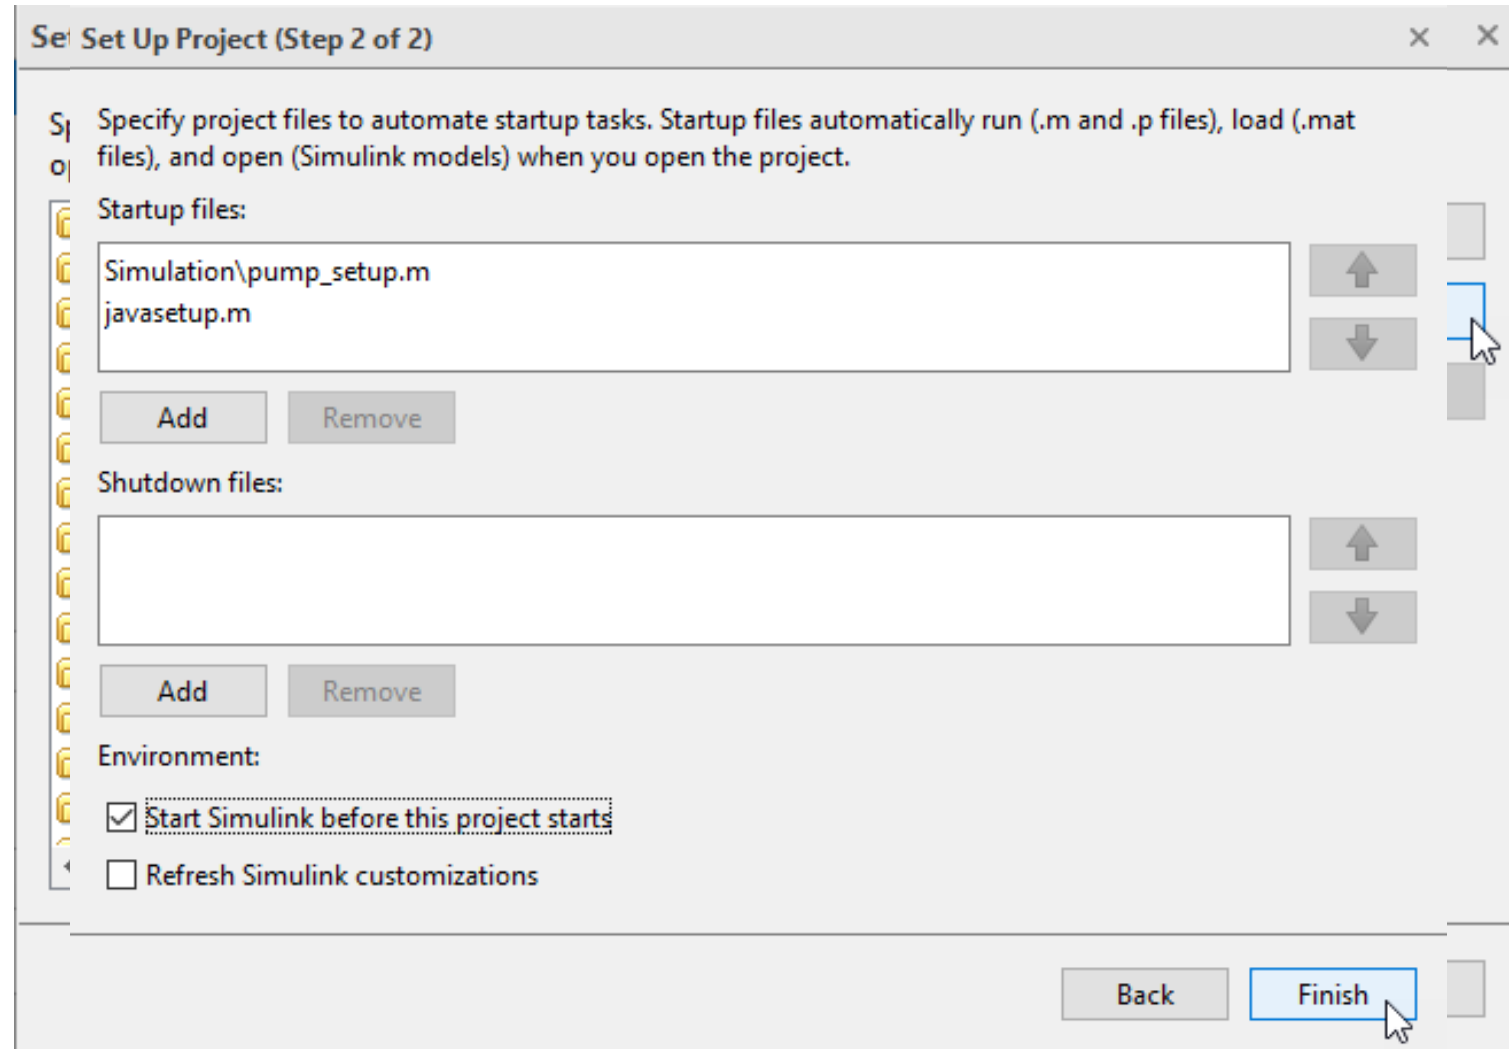 Set Up Project (Step 2 of 2)
Specify project files to automate startup tasks. Startup files automatically run (.m and .p files), load (.mat
files), and open (Simulink models) when you open the project.
Startup files:
Simulation\pump_setup.m
javasetup.m
Add Remove
Shutdown files:
Add Remove
Environment:
Start Simulink before this project starts
Refresh Simulink customizations
Back Finish